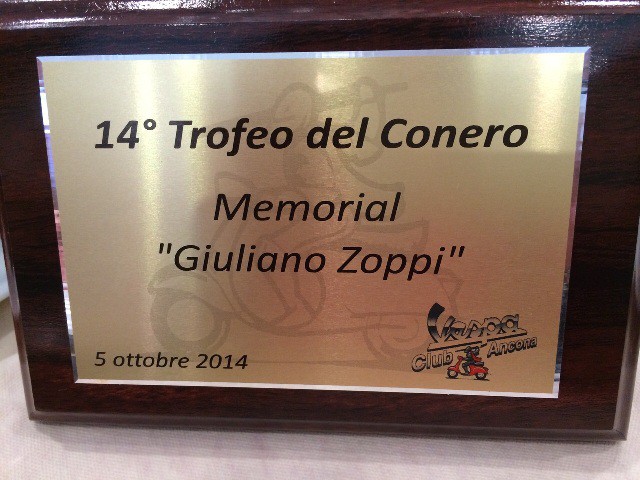 14° Trofeo del Conero
Memorial
"Giuliano Zoppi"
5 ottobre 2014
Vespa
Club Ancona